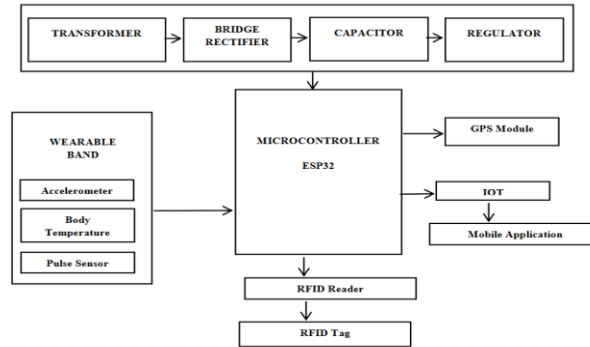 TRANSFORMER
BRIDGE
RECTIFIER
CAPACITOR
REGULATOR
WEARABLE
BAND
Accelerometer
Body
Temperature
Pulse Sensor
MICROCONTROLLER
ESP32
GPS Module
IOT
Mobile Application
RFID Reader
RFID Tag